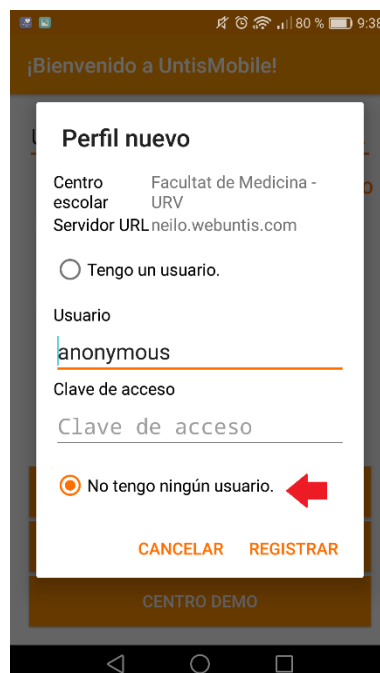 80 % 9:38
¡Bienvenido a UntisMobile!
Perfil nuevo
Centro escolar
Facultat de Medicina - URV
Servidor URL neilo.webuntis.com
Tengo un usuario.
Usuario
anonymous
Clave de acceso
Clave de acceso
No tengo ningún usuario.
CANCELAR REGISTRAR
CENTRO DEMO